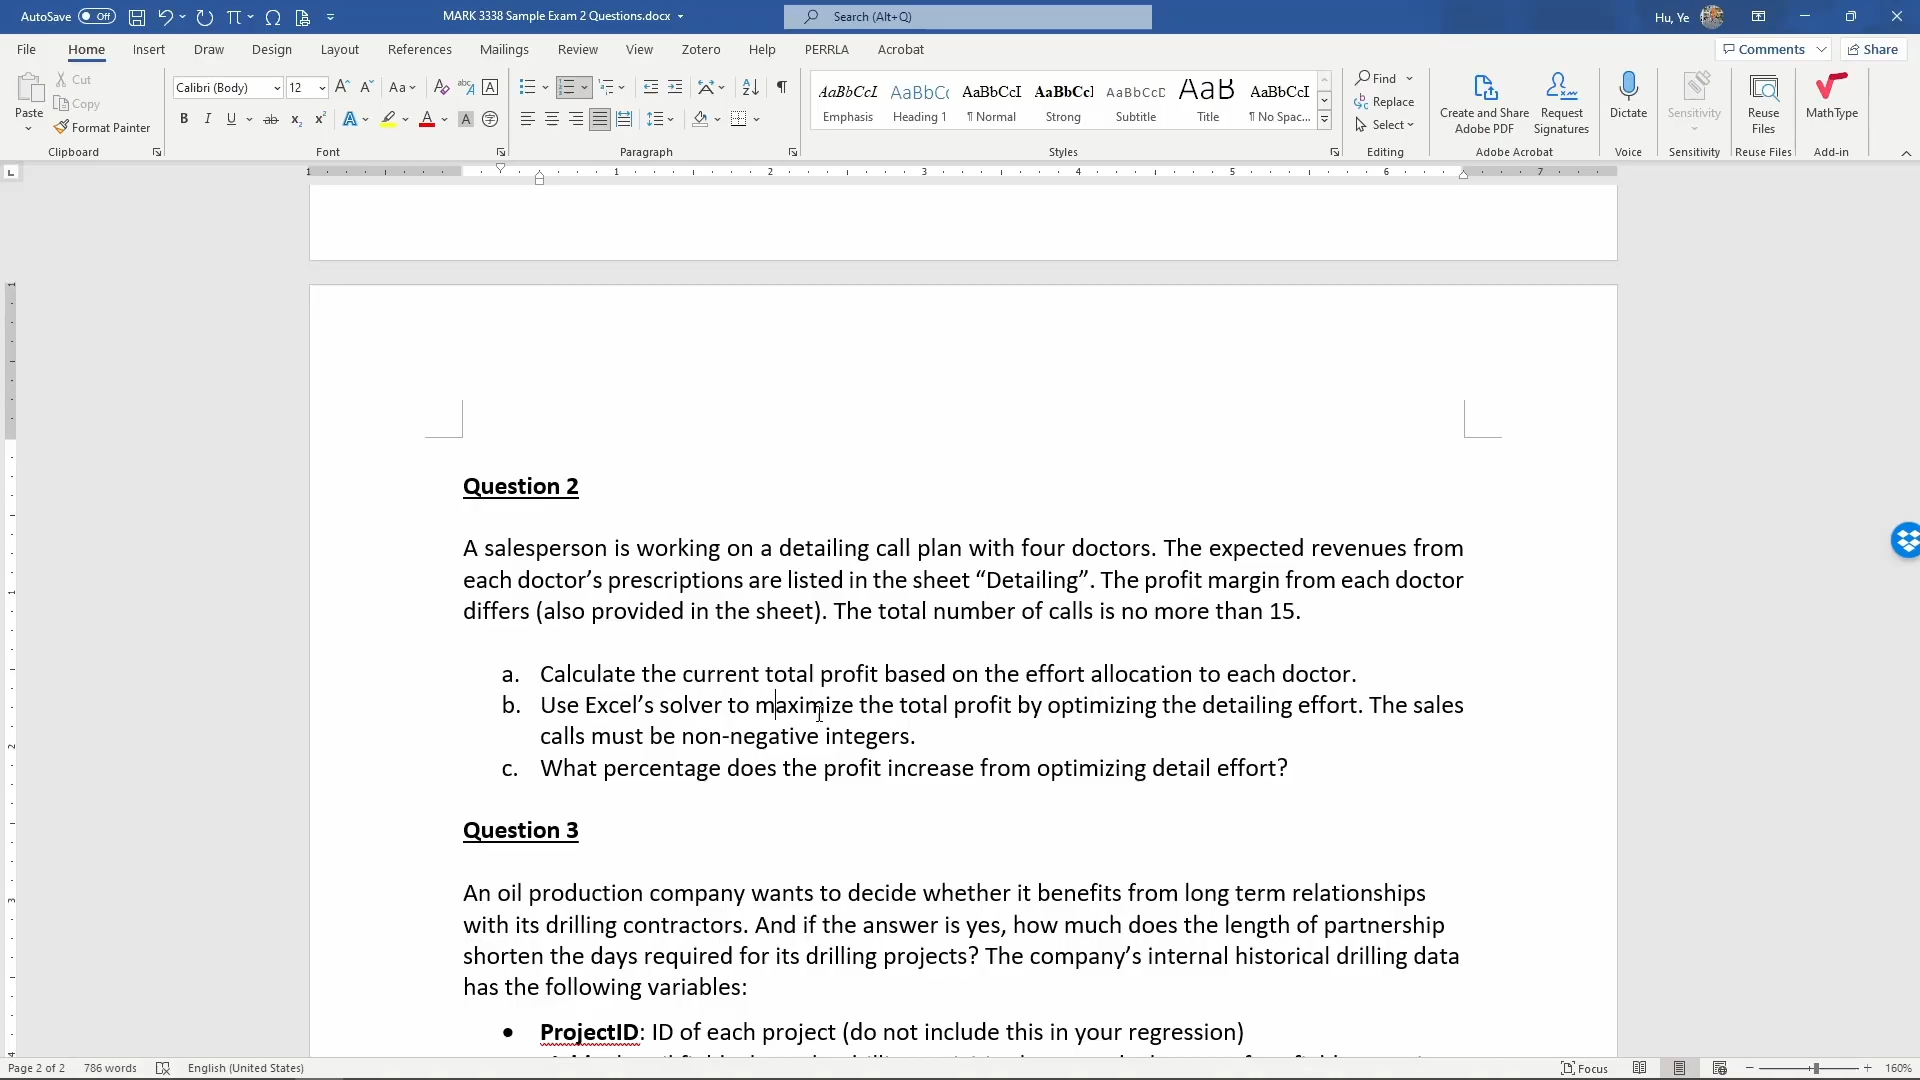 AutoSave Off MARK 3338 Sample Exam 2 Questions.docx Search (Alt+Q) Hu, Ye
File Home Insert Draw Design Layout References Mailings Review View Zotero Help PERRLA Acrobat Comments Share
Paste Cut Copy Format Painter
Calibri (Body) 12
AaBbCcI AaBbCc AaBbCcI AaBbCcI AaBbCcD AaB AaBbCcI
Emphasis Heading 1 ¶ Normal Strong Subtitle Title ¶ No Spac...
Find Replace Select
Create and Share Adobe PDF Request Signatures Dictate Sensitivity Reuse Files MathType
Clipboard Font Paragraph Styles Editing Adobe Acrobat Voice Sensitivity Reuse Files Add-in
1 1 2 3 4 5 6 7
Question 2
A salesperson is working on a detailing call plan with four doctors. The expected revenues from
each doctor’s prescriptions are listed in the sheet “Detailing”. The profit margin from each doctor
differs (also provided in the sheet). The total number of calls is no more than 15.
a. Calculate the current total profit based on the effort allocation to each doctor.
b. Use Excel’s solver to maximize the total profit by optimizing the detailing effort. The sales
calls must be non-negative integers.
c. What percentage does the profit increase from optimizing detail effort?
Question 3
An oil production company wants to decide whether it benefits from long term relationships
with its drilling contractors. And if the answer is yes, how much does the length of partnership
shorten the days required for its drilling projects? The company’s internal historical drilling data
has the following variables:
• ProjectID: ID of each project (do not include this in your regression)
Page 2 of 2 786 words English (United States) Focus 160%